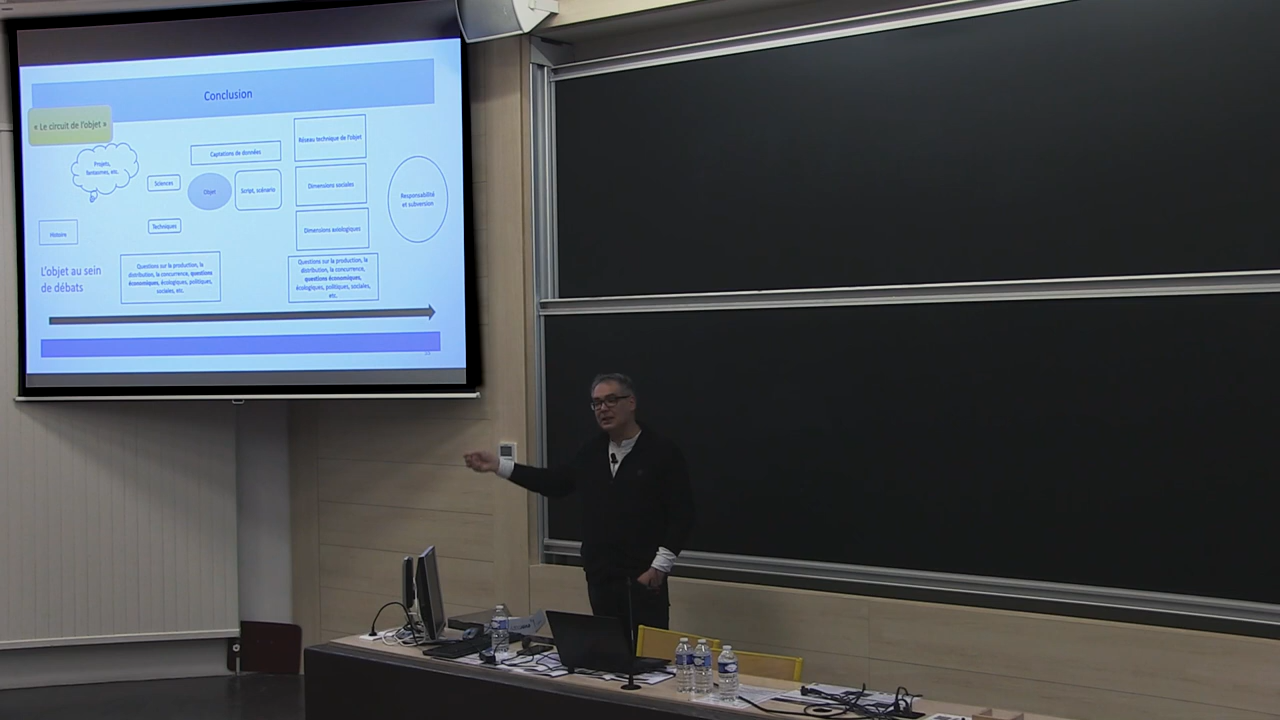 Conclusion
« Le circuit de l'objet »
Projets,
fantasmes, etc.
Captations de données
Réseau technique de l'objet
Sciences
Objet
Script, scénario
Dimensions sociales
Responsabilité
et subversion
Histoire
Techniques
Dimensions axiologiques
L'objet au sein
de débats
Questions sur la production, la
distribution, la concurrence, questions
économiques, écologiques, politiques,
sociales, etc.
Questions sur la production, la
distribution, la concurrence,
questions économiques,
écologiques, politiques, sociales,
etc.